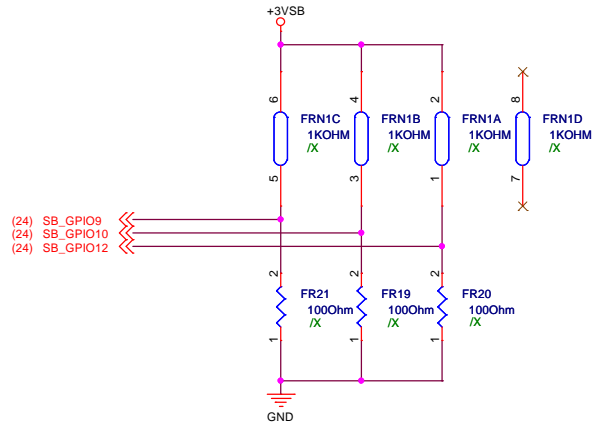 +3VSB
6 4 2 8
FRN1C FRN1B FRN1A FRN1D
1KOHM 1KOHM 1KOHM 1KOHM
/X /X /X
5 3 1 7
(24) SB_GPIO9
(24) SB_GPIO10
(24) SB_GPIO12
2 2 2
FR21 FR19 FR20
100Ohm 100Ohm 100Ohm
/X /X /X
1 1 1
GND